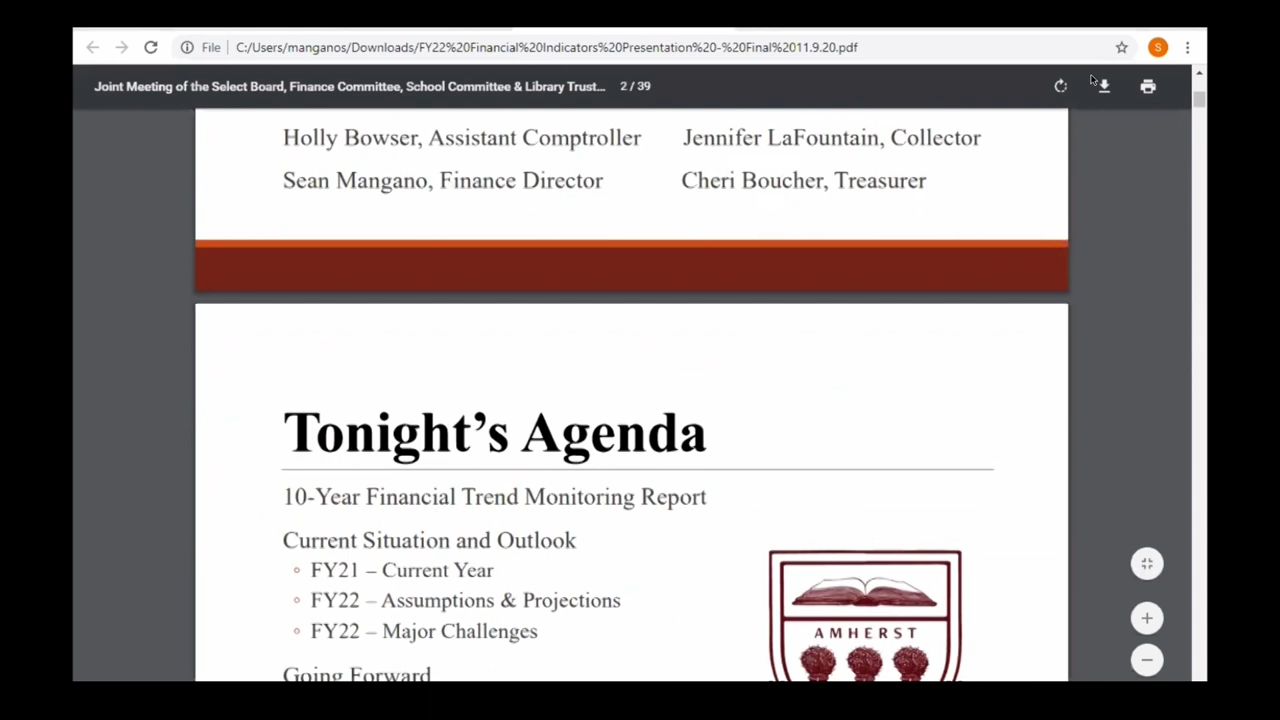 File C:/Users/manganos/Downloads/FY22%20Financial%20Indicators%20Presentation%20-%20Final%2011.9.20.pdf S
Joint Meeting of the Select Board, Finance Committee, School Committee & Library Trust... 2 / 39
Holly Bowser, Assistant Comptroller Jennifer LaFountain, Collector
Sean Mangano, Finance Director Cheri Boucher, Treasurer
Tonight's Agenda
10-Year Financial Trend Monitoring Report
Current Situation and Outlook
◦ FY21 – Current Year
◦ FY22 – Assumptions & Projections
◦ FY22 – Major Challenges
Going Forward
AMHERST